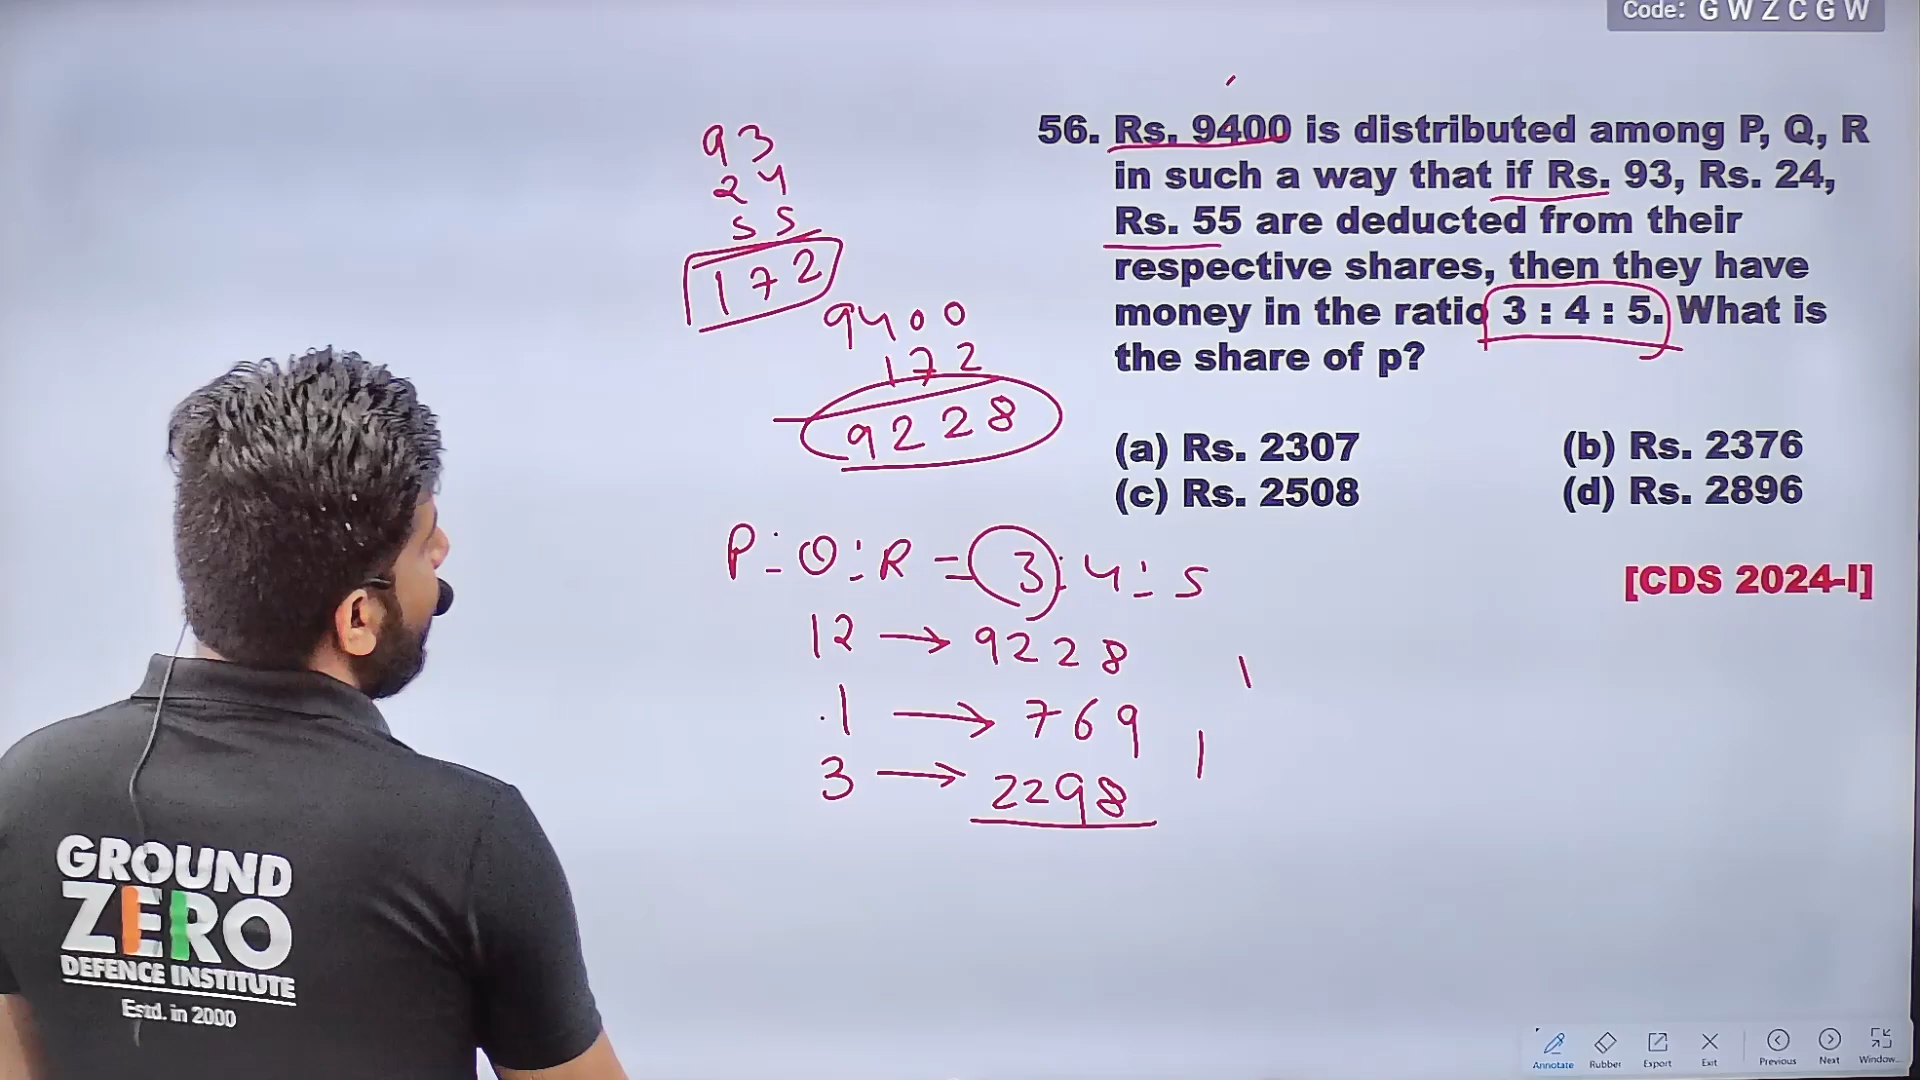 Code: G W Z C G W
56. Rs. 9400 is distributed among P, Q, R
in such a way that if Rs. 93, Rs. 24,
Rs. 55 are deducted from their
respective shares, then they have
money in the ratio 3 : 4 : 5. What is
the share of p?
(a) Rs. 2307 (b) Rs. 2376
(c) Rs. 2508 (d) Rs. 2896
[CDS 2024-I]
93
24
55
172
9400
172
9228
P : Q : R = 3 : 4 : 5
12 → 9228
1 → 769
3 → 2298
GROUND
ZERO
DEFENCE INSTITUTE
Estd. in 2000
Annotate Rubber Export Exit Previous Next Window...